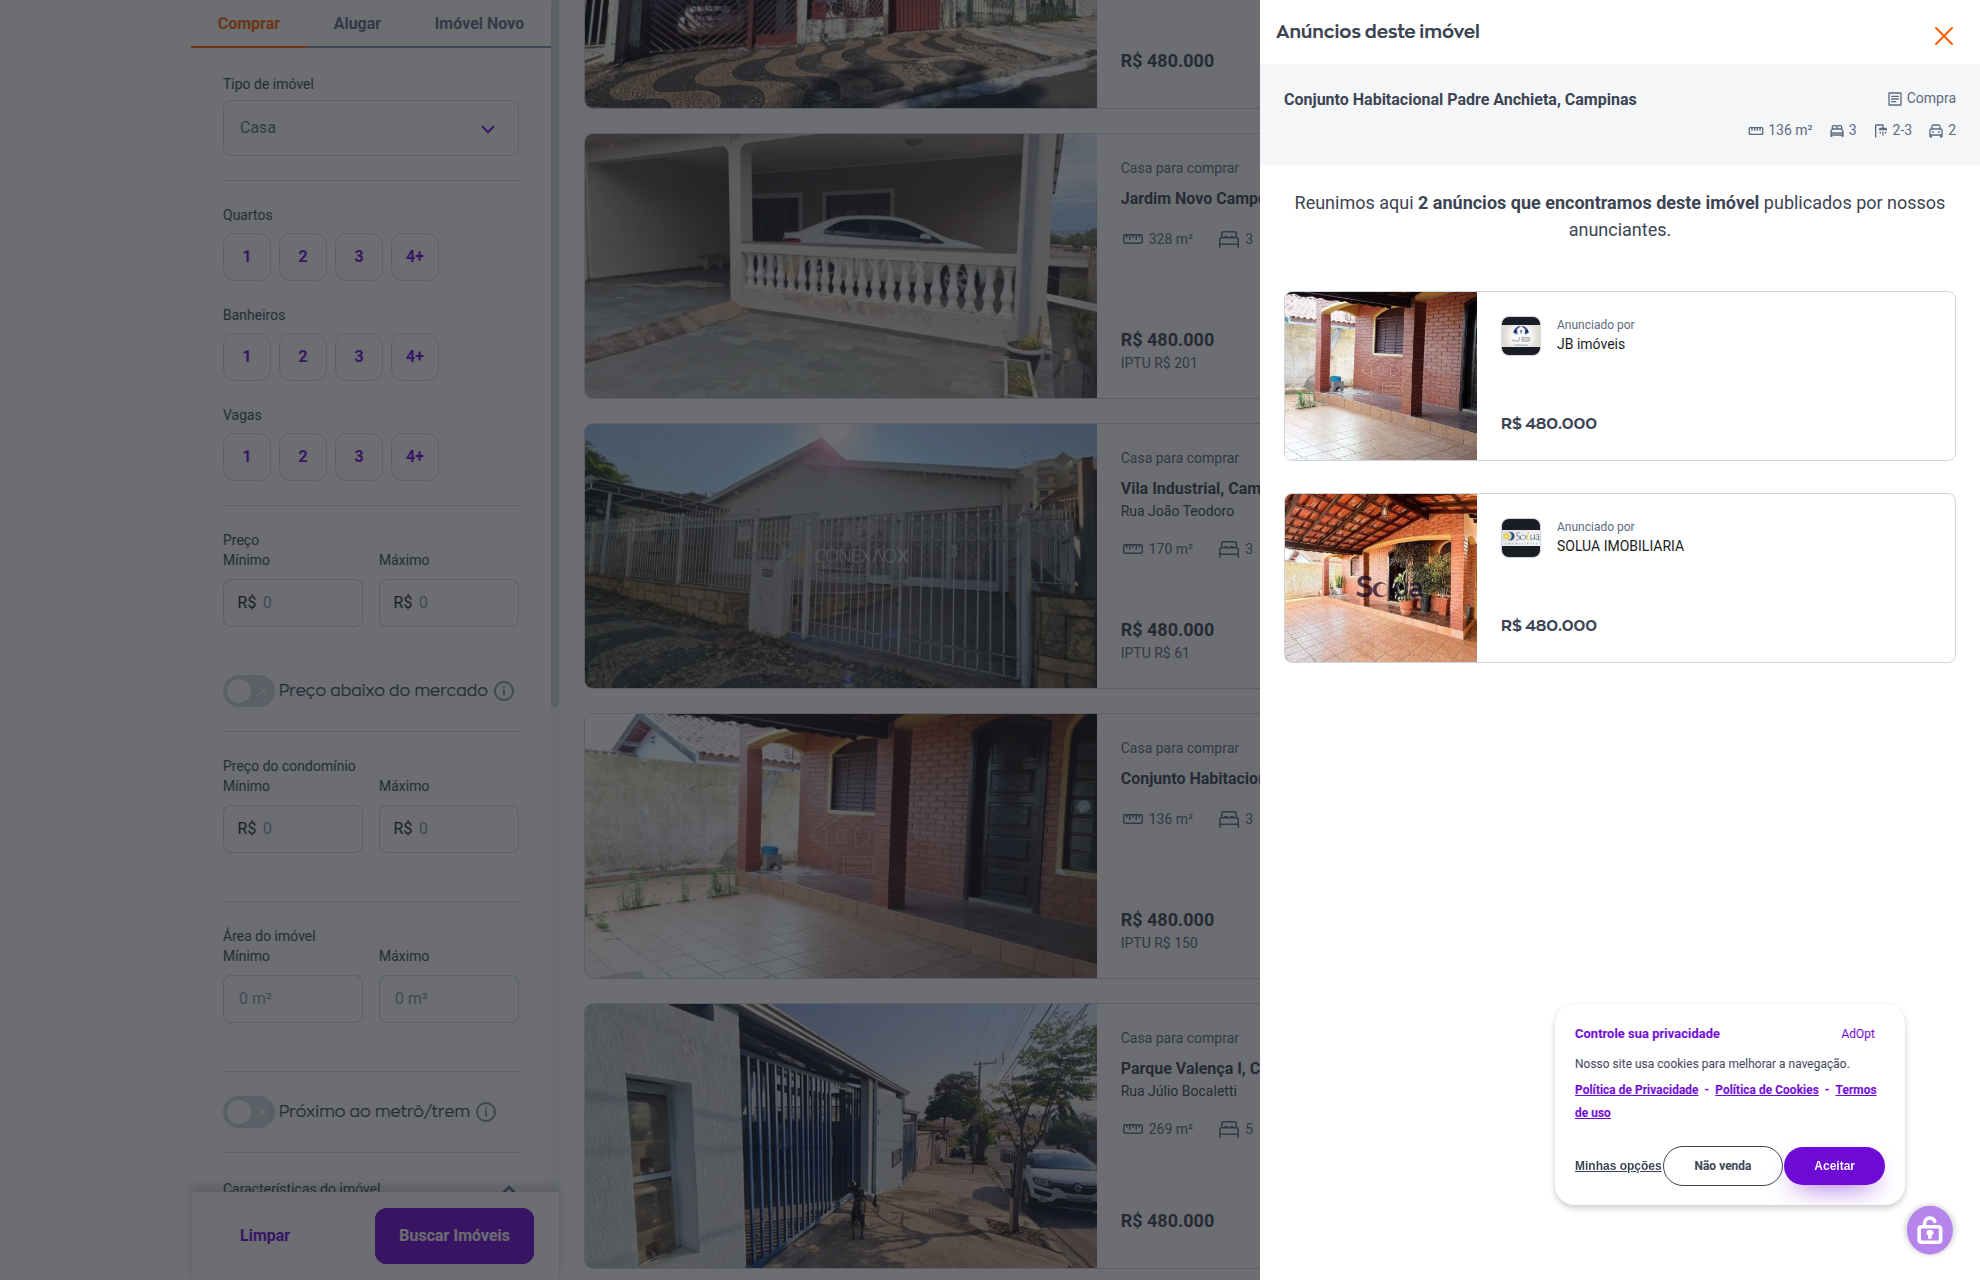 Comprar
Alugar
Imóvel Novo
Tipo de imóvel
Casa
Quartos
1
2
3
4+
Banheiros
1
2
3
4+
Vagas
1
2
3
4+
Preço
Mínimo
Máximo
R$ 0
R$ 0
Preço abaixo do mercado
Preço do condomínio
Mínimo
Máximo
R$ 0
R$ 0
Área do imóvel
Mínimo
Máximo
0 m²
0 m²
Próximo ao metrô/trem
Características do imóvel
Limpar
Buscar Imóveis
R$ 480.000
Casa para comprar
Jardim Novo Camp
328 m²
3
R$ 480.000
IPTU R$ 201
CONEXÃOX
Casa para comprar
Vila Industrial, Cam
Rua João Teodoro
170 m²
3
R$ 480.000
IPTU R$ 61
Casa para comprar
Conjunto Habitacio
136 m²
3
R$ 480.000
IPTU R$ 150
Casa para comprar
Parque Valença I, C
Rua Júlio Bocaletti
269 m²
5
R$ 480.000
Anúncios deste imóvel
Conjunto Habitacional Padre Anchieta, Campinas
Compra
136 m²
3
2-3
2
Reunimos aqui 2 anúncios que encontramos deste imóvel publicados por nossos
anunciantes.
JB
Anunciado por
JB imóveis
R$ 480.000
Solua
Solua
Anunciado por
SOLUA IMOBILIARIA
R$ 480.000
Controle sua privacidade
AdOpt
Nosso site usa cookies para melhorar a navegação.
Política de Privacidade - Política de Cookies - Termos
de uso
Minhas opções
Não venda
Aceitar